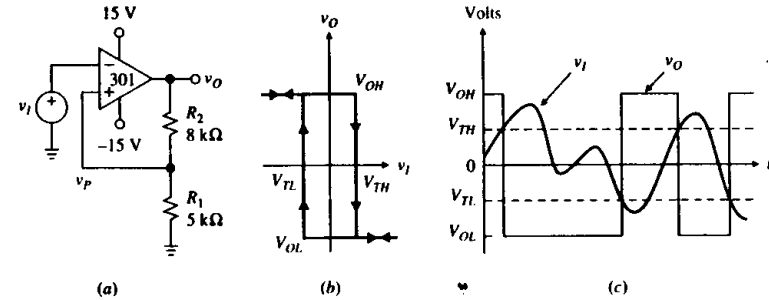 15 V
301
−
+
v_O
v_I
−15 V
R_2
8 kΩ
v_P
R_1
5 kΩ
(a)
v_O
V_OH
v_I
V_TL
V_TH
V_OL
(b)
Volts
v_I
v_O
V_OH
V_TH
0
V_TL
V_OL
(c)